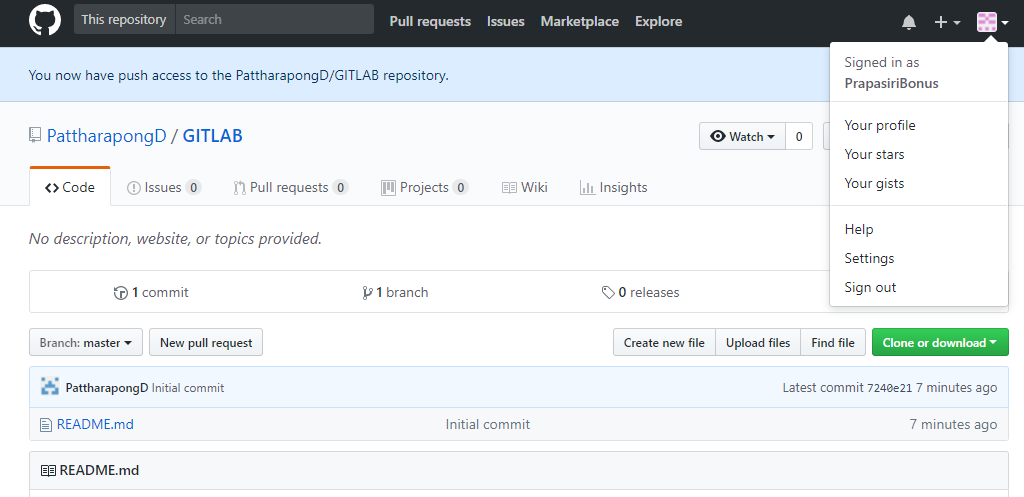 This repository Search Pull requests Issues Marketplace Explore
Signed in as
PrapasiriBonus
Your profile
Your stars
Your gists
Help
Settings
Sign out
You now have push access to the PattharapongD/GITLAB repository.
PattharapongD / GITLAB
Watch 0
Code Issues 0 Pull requests 0 Projects 0 Wiki Insights
No description, website, or topics provided.
1 commit 1 branch 0 releases
Branch: master New pull request Create new file Upload files Find file Clone or download
PattharapongD Initial commit Latest commit 7240e21 7 minutes ago
README.md Initial commit 7 minutes ago
README.md